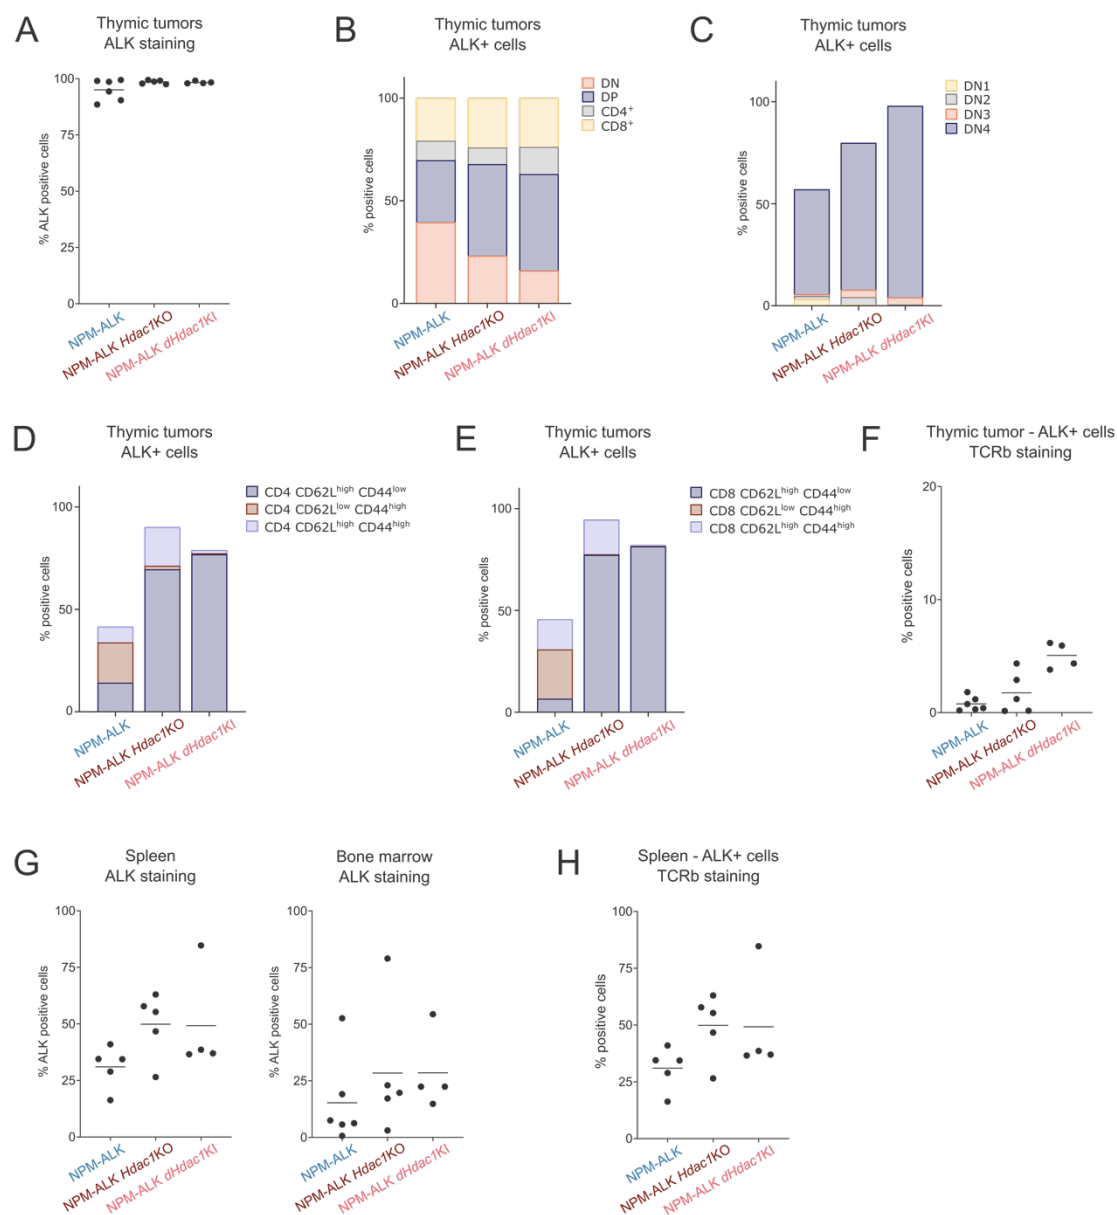 A
Thymic tumors
ALK staining
% ALK positive cells
100
75
50
25
0
NPM-ALK
NPM-ALK Hdac1KO
NPM-ALK dHdac1KI
B
Thymic tumors
ALK+ cells
% positive cells
100
50
0
DN
DP
CD4⁺
CD8⁺
NPM-ALK
NPM-ALK Hdac1KO
NPM-ALK dHdac1KI
C
Thymic tumors
ALK+ cells
% positive cells
100
50
0
DN1
DN2
DN3
DN4
NPM-ALK
NPM-ALK Hdac1KO
NPM-ALK dHdac1KI
D
Thymic tumors
ALK+ cells
% positive cells
100
50
0
CD4 CD62Lhigh CD44low
CD4 CD62Llow CD44high
CD4 CD62Lhigh CD44high
NPM-ALK
NPM-ALK Hdac1KO
NPM-ALK dHdac1KI
E
Thymic tumors
ALK+ cells
% positive cells
100
50
0
CD8 CD62Lhigh CD44low
CD8 CD62Llow CD44high
CD8 CD62Lhigh CD44high
NPM-ALK
NPM-ALK Hdac1KO
NPM-ALK dHdac1KI
F
Thymic tumor - ALK+ cells
TCRb staining
% positive cells
20
10
0
NPM-ALK
NPM-ALK Hdac1KO
NPM-ALK dHdac1KI
G
Spleen
ALK staining
% ALK positive cells
100
75
50
25
0
NPM-ALK
NPM-ALK Hdac1KO
NPM-ALK dHdac1KI
Bone marrow
ALK staining
% ALK positive cells
100
75
50
25
0
NPM-ALK
NPM-ALK Hdac1KO
NPM-ALK dHdac1KI
H
Spleen - ALK+ cells
TCRb staining
% positive cells
100
75
50
25
0
NPM-ALK
NPM-ALK Hdac1KO
NPM-ALK dHdac1KI